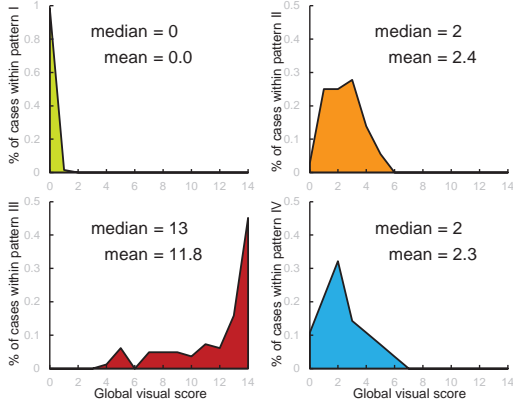 % of cases within pattern I
1
0.8
0.6
0.4
0.2
0
0 2 4 6 8 10 12 14
median = 0
mean = 0.0
% of cases within pattern II
0.5
0.4
0.3
0.2
0.1
0
0 2 4 6 8 10 12 14
median = 2
mean = 2.4
% of cases within pattern III
0.5
0.4
0.3
0.2
0.1
0
0 2 4 6 8 10 12 14
median = 13
mean = 11.8
Global visual score
% of cases within pattern IV
0.5
0.4
0.3
0.2
0.1
0
0 2 4 6 8 10 12 14
median = 2
mean = 2.3
Global visual score